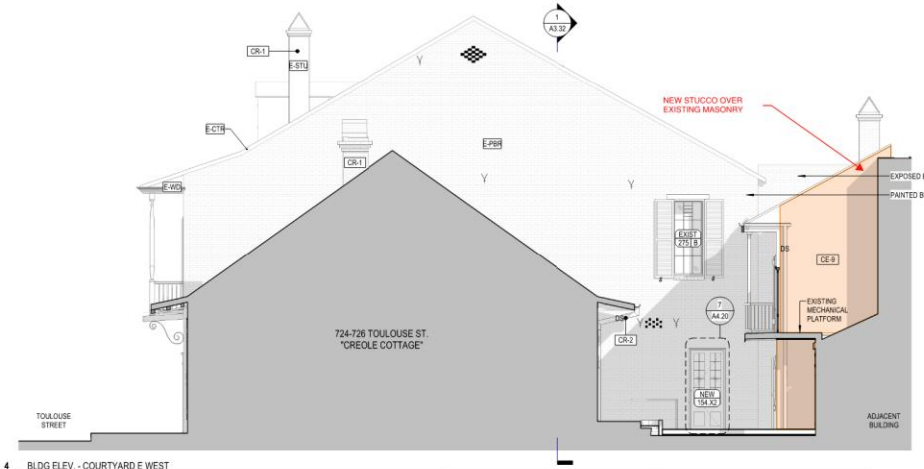 1
A3.32
CR-1
E-STU
NEW STUCCO OVER
EXISTING MASONRY
E-CTR
E-PBR
CR-1
EXPOSED
E-WD
PAINTED B
EXIST
275 B
DS
CE-9
7
A4.20
EXISTING
MECHANICAL
PLATFORM
DS
724-726 TOULOUSE ST.
"CREOLE COTTAGE"
CR-2
NEW
154.X2
TOULOUSE
STREET
ADJACENT
BUILDING
4 BLDG ELEV. - COURTYARD E WEST